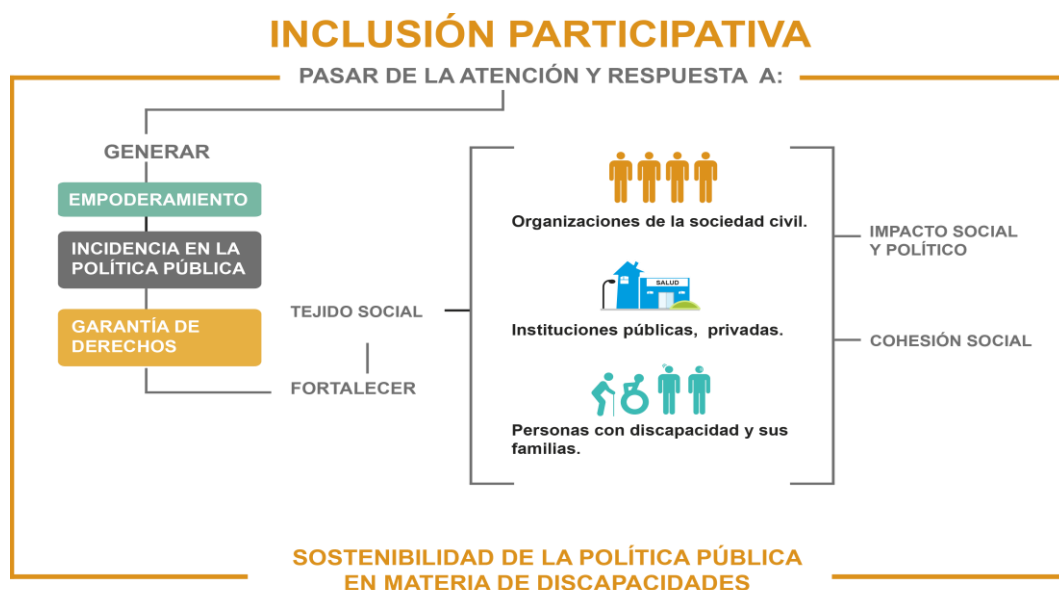 INCLUSIÓN PARTICIPATIVA
PASAR DE LA ATENCIÓN Y RESPUESTA A:
GENERAR
EMPODERAMIENTO
INCIDENCIA EN LA
POLÍTICA PÚBLICA
GARANTÍA DE
DERECHOS
TEJIDO SOCIAL
FORTALECER
Organizaciones de la sociedad civil.
SALUD
Instituciones públicas, privadas.
Personas con discapacidad y sus
familias.
IMPACTO SOCIAL
Y POLÍTICO
COHESIÓN SOCIAL
SOSTENIBILIDAD DE LA POLÍTICA PÚBLICA
EN MATERIA DE DISCAPACIDADES